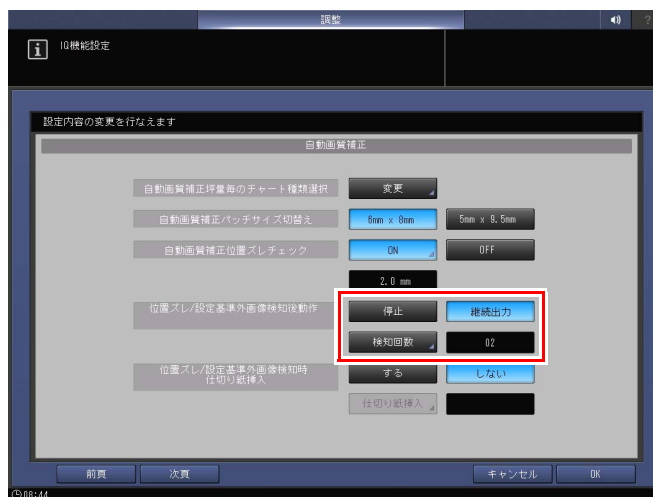 調整
?
i IQ機能設定
設定内容の変更を行なえます
自動画質補正
自動画質補正坪量毎のチャート種類選択 変更
自動画質補正パッチサイズ切替え 6mm x 8mm 5mm x 9.5mm
自動画質補正位置ズレチェック ON OFF
2.0 mm
位置ズレ/設定基準外画像検知後動作 停止 継続出力
検知回数 02
位置ズレ/設定基準外画像検知時 する しない
仕切り紙挿入
仕切り紙挿入
前頁 次頁 キャンセル OK
08:44